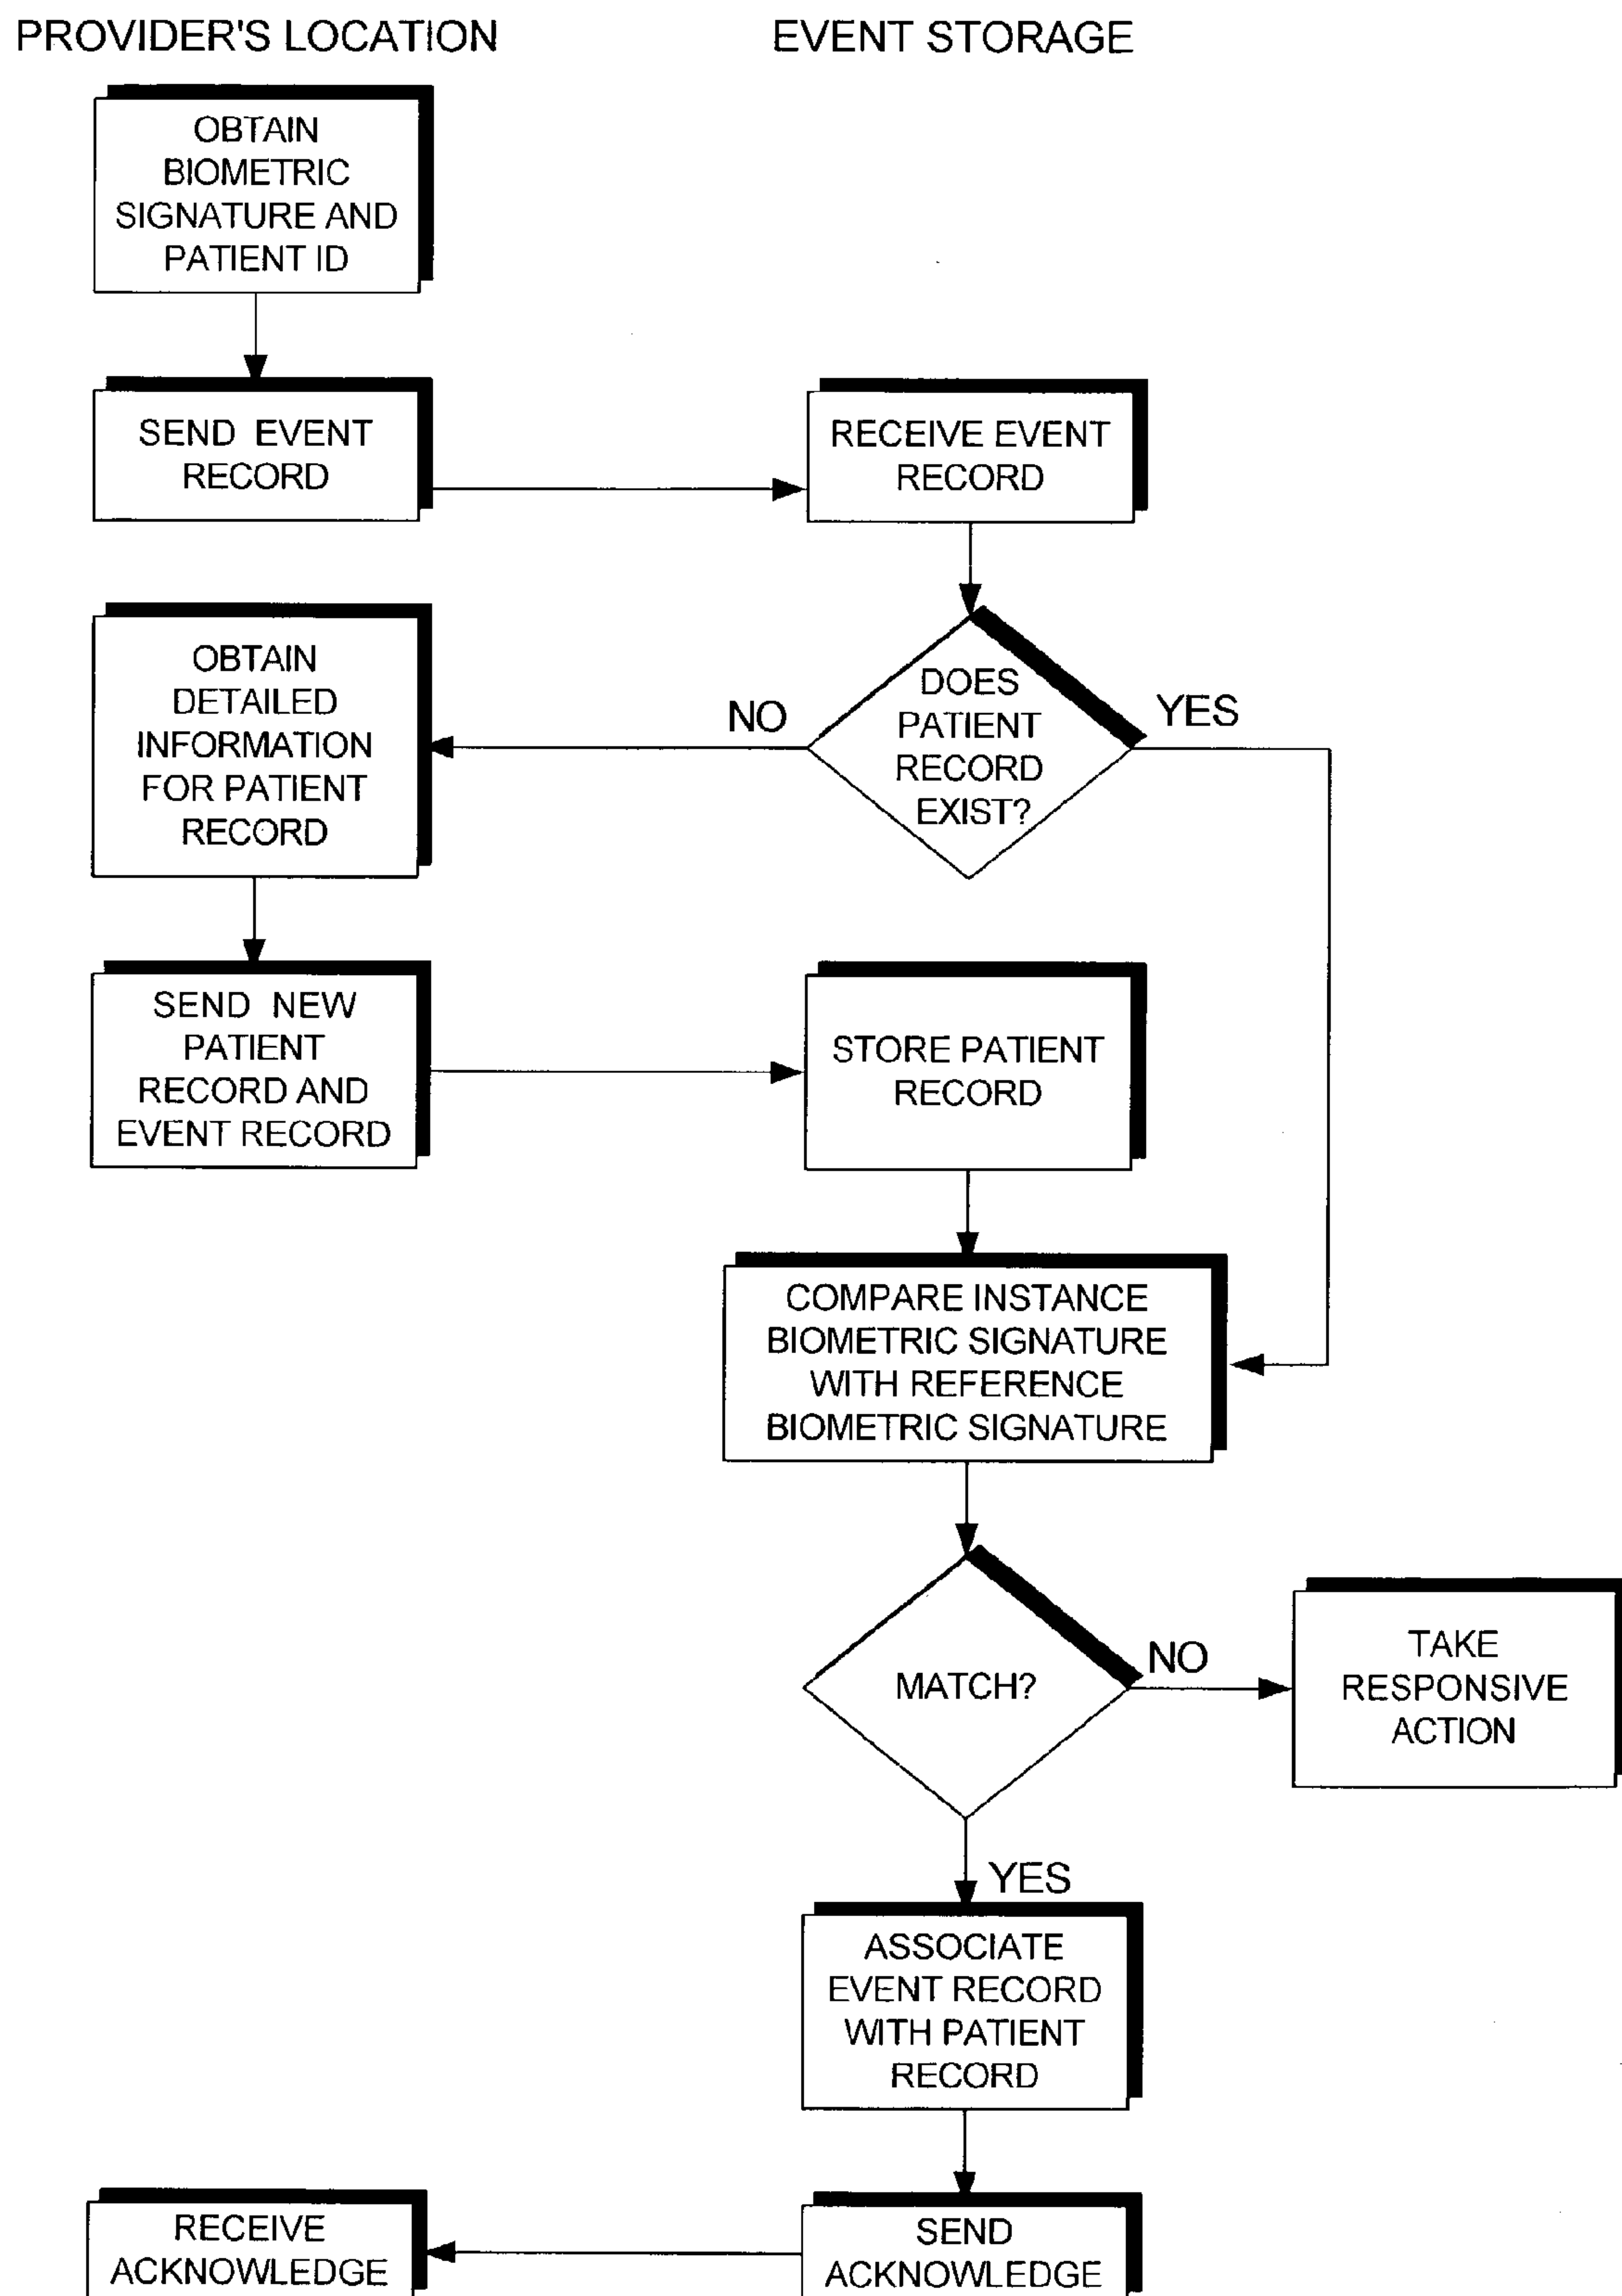 PROVIDER'S LOCATION
EVENT STORAGE
OBTAIN
BIOMETRIC
SIGNATURE AND
PATIENT ID
SEND EVENT
RECORD
RECEIVE EVENT
RECORD
OBTAIN
DETAILED
INFORMATION
FOR PATIENT
RECORD
NO
DOES
PATIENT
RECORD
EXIST?
YES
SEND NEW
PATIENT
RECORD AND
EVENT RECORD
STORE PATIENT
RECORD
COMPARE INSTANCE
BIOMETRIC SIGNATURE
WITH REFERENCE
BIOMETRIC SIGNATURE
MATCH?
NO
TAKE
RESPONSIVE
ACTION
YES
ASSOCIATE
EVENT RECORD
WITH PATIENT
RECORD
RECEIVE
ACKNOWLEDGE
SEND
ACKNOWLEDGE